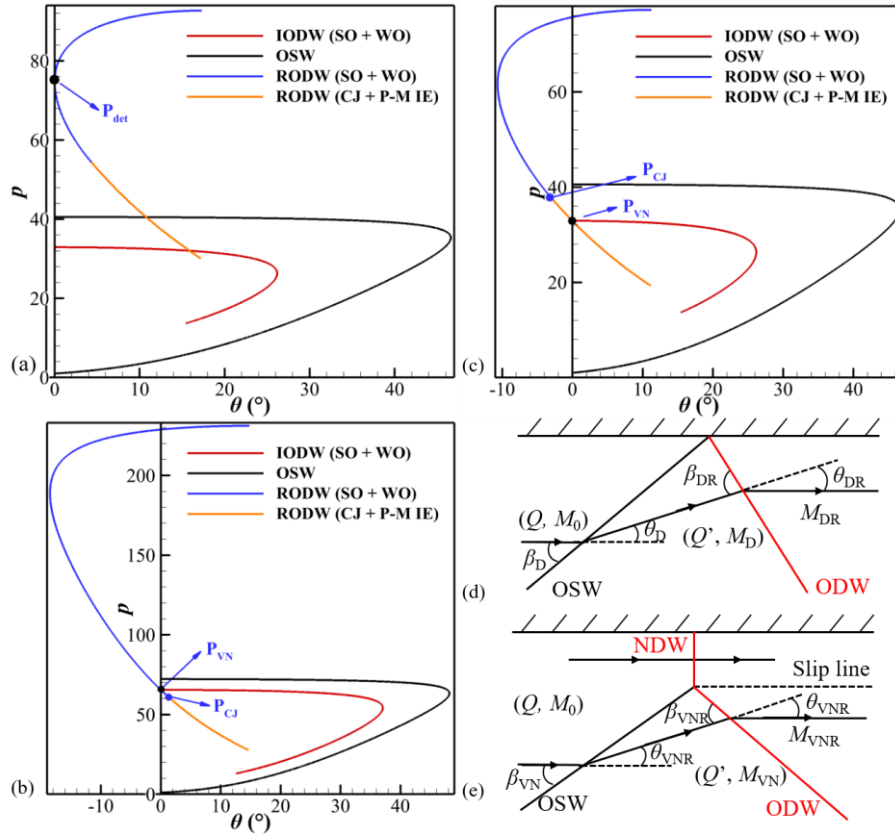 IODW (SO + WO)
OSW
RODW (SO + WO)
RODW (CJ + P-M IE)
P_det
p
80
60
40
20
0
0 10 20 30 40
θ (°)
(a)
IODW (SO + WO)
OSW
RODW (SO + WO)
RODW (CJ + P-M IE)
P_CJ
P_VN
p
60
40
20
-10 0 10 20 30 40
θ (°)
(c)
IODW (SO + WO)
OSW
RODW (SO + WO)
RODW (CJ + P-M IE)
P_VN
P_CJ
p
200
150
100
50
0
-10 0 10 20 30 40 50
θ (°)
(b)
β_DR
θ_DR
M_DR
(Q, M_0)
θ_D
(Q', M_D)
β_D
OSW
ODW
(d)
NDW
Slip line
(Q, M_0)
β_VNR
θ_VNR
M_VNR
θ_VNR
β_VN
(Q', M_VN)
OSW
ODW
(e)